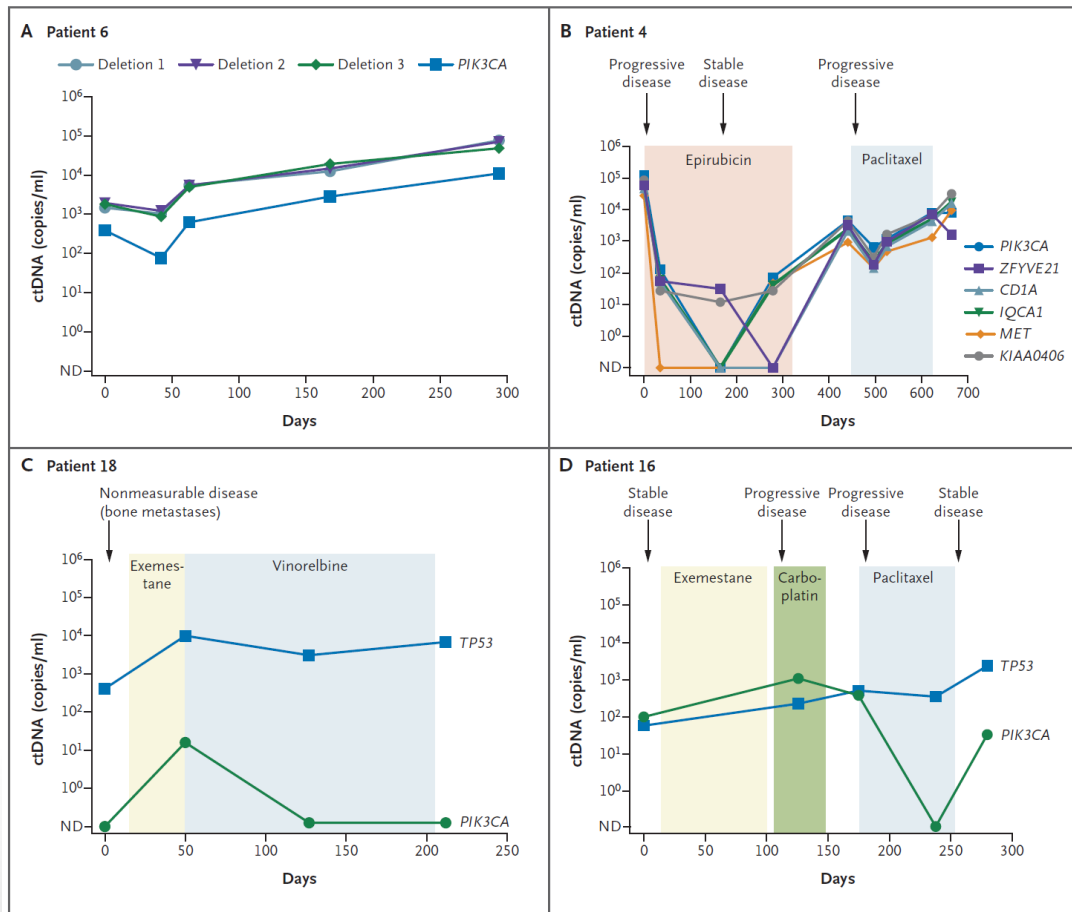 A Patient 6
Deletion 1 Deletion 2 Deletion 3 PIK3CA
10⁶
10⁵
10⁴
10³
10²
10¹
10⁰
ND
ctDNA (copies/ml)
0 50 100 150 200 250 300
Days
B Patient 4
Progressive disease
Stable disease
Progressive disease
Epirubicin
Paclitaxel
10⁶
10⁵
10⁴
10³
10²
10¹
10⁰
ND
ctDNA (copies/ml)
PIK3CA
ZFYVE21
CD1A
IQCA1
MET
KIAA0406
0 100 200 300 400 500 600 700
Days
C Patient 18
Nonmeasurable disease
(bone metastases)
Exemes-
tane
Vinorelbine
10⁶
10⁵
10⁴
10³
10²
10¹
10⁰
ND
ctDNA (copies/ml)
TP53
PIK3CA
0 50 100 150 200 250
Days
D Patient 16
Stable disease
Progressive disease
Progressive disease
Stable disease
Exemestane
Carbo-
platin
Paclitaxel
10⁶
10⁵
10⁴
10³
10²
10¹
10⁰
ND
ctDNA (copies/ml)
TP53
PIK3CA
0 50 100 150 200 250 300
Days